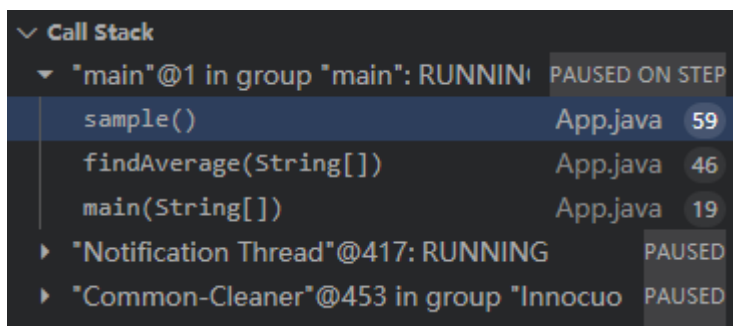 Call Stack
"main"@1 in group "main": RUNNIN PAUSED ON STEP
sample() App.java 59
findAverage(String[]) App.java 46
main(String[]) App.java 19
"Notification Thread"@417: RUNNING PAUSED
"Common-Cleaner"@453 in group "Innocuo PAUSED